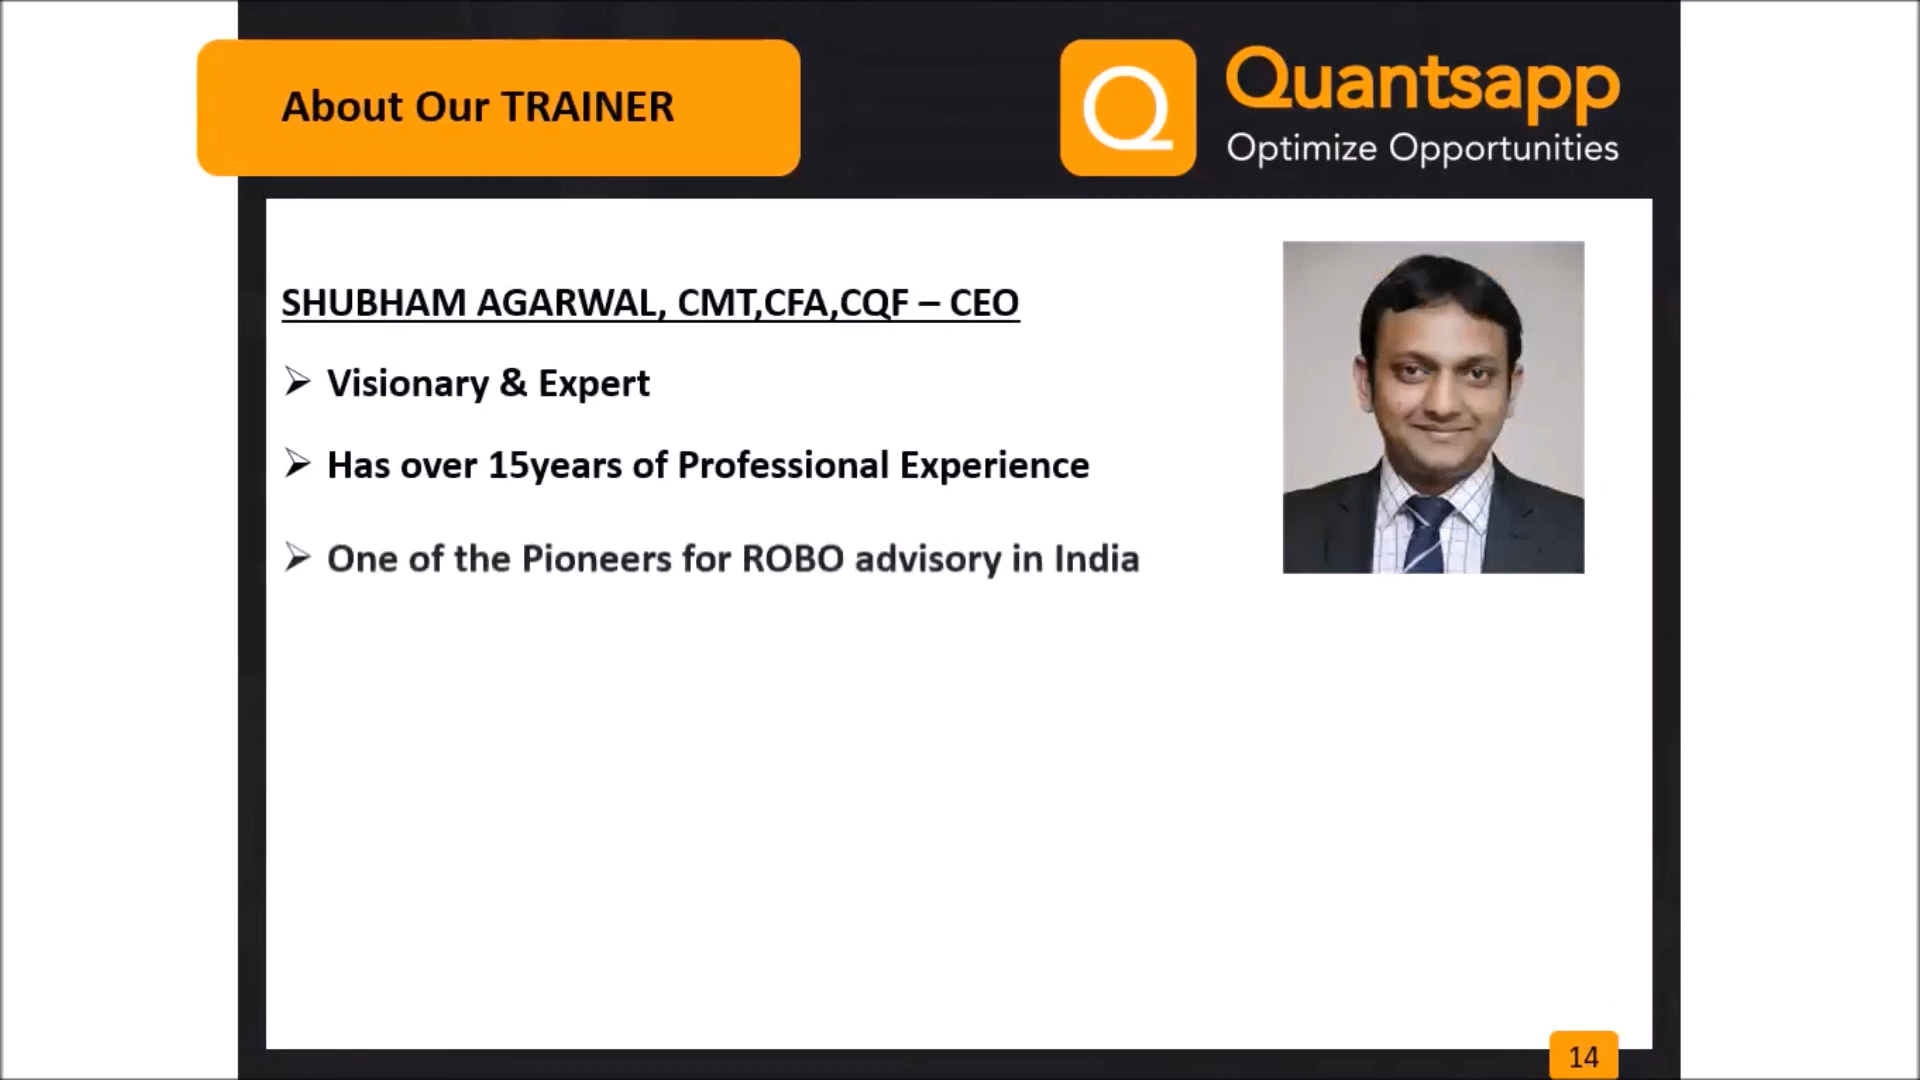 About Our TRAINER
Quantsapp
Optimize Opportunities
SHUBHAM AGARWAL, CMT,CFA,CQF – CEO
➢ Visionary & Expert
➢ Has over 15years of Professional Experience
➢ One of the Pioneers for ROBO advisory in India
14